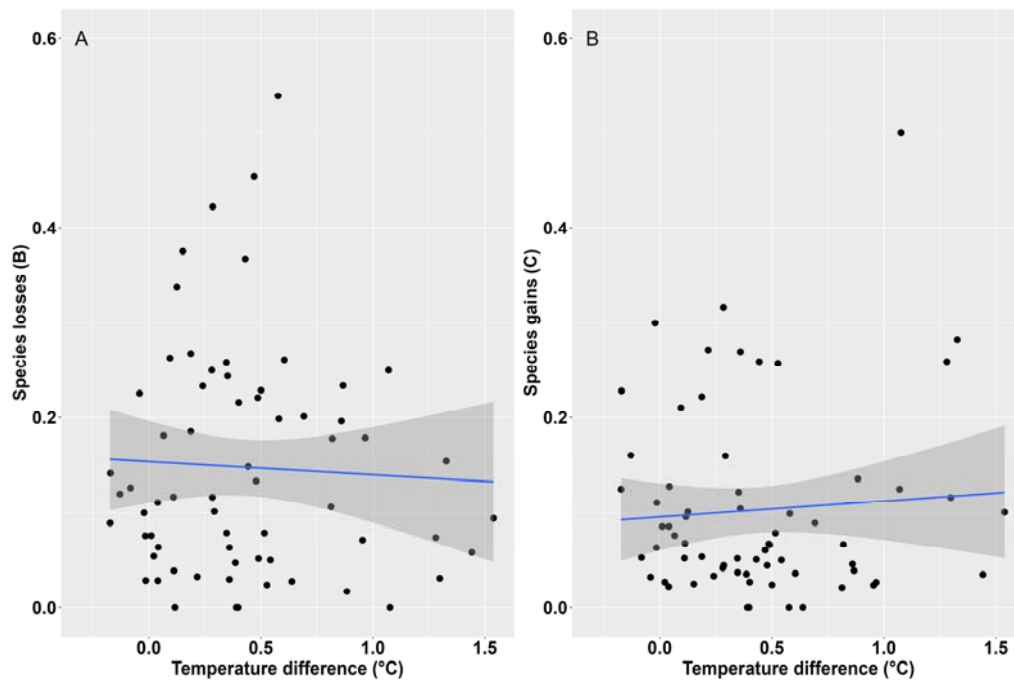 A
0.6
0.4
0.2
0.0
Species losses (B)
0.0 0.5 1.0 1.5
Temperature difference (°C)
B
0.6
0.4
0.2
0.0
Species gains (C)
0.0 0.5 1.0 1.5
Temperature difference (°C)